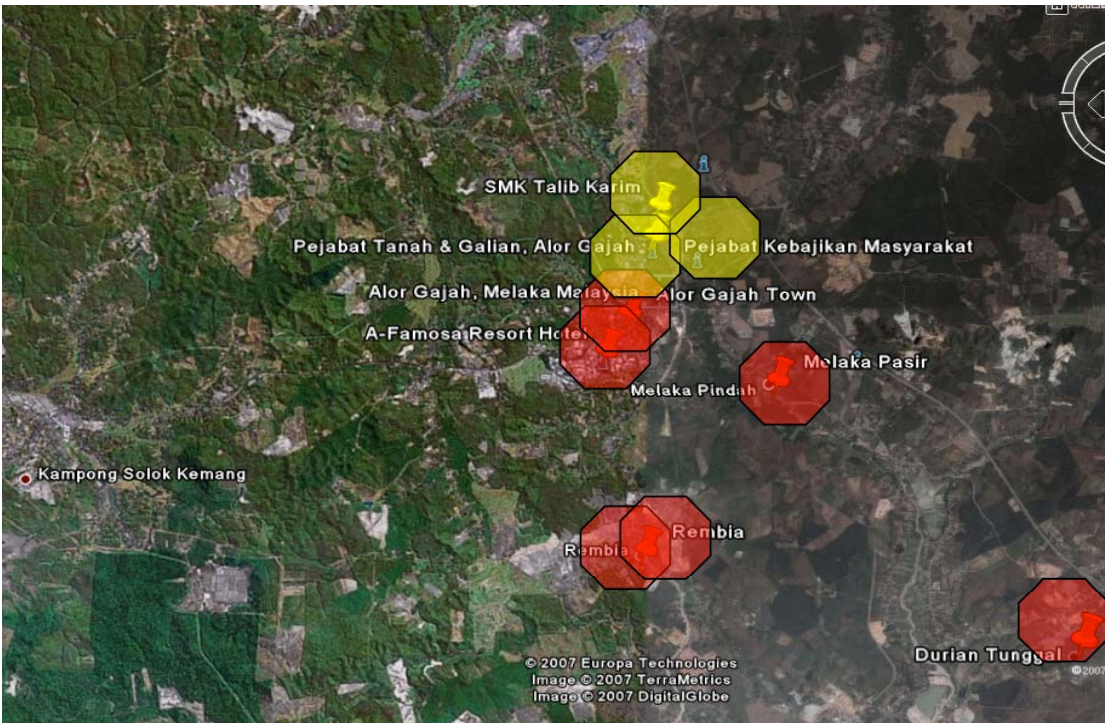 SMK Talib Karim
Pejabat Tanah & Galian, Alor Gajah
Pejabat Kebajikan Masyarakat
Alor Gajah, Melaka Malaysia
Alor Gajah Town
A-Famosa Resort Hotel
Melaka Pasir
Melaka Pindah
Kampong Solok Kemang
Rembia
Rembia
Durian Tunggal
© 2007 Europa Technologies
Image © 2007 TerraMetrics
Image © 2007 DigitalGlobe
©2007